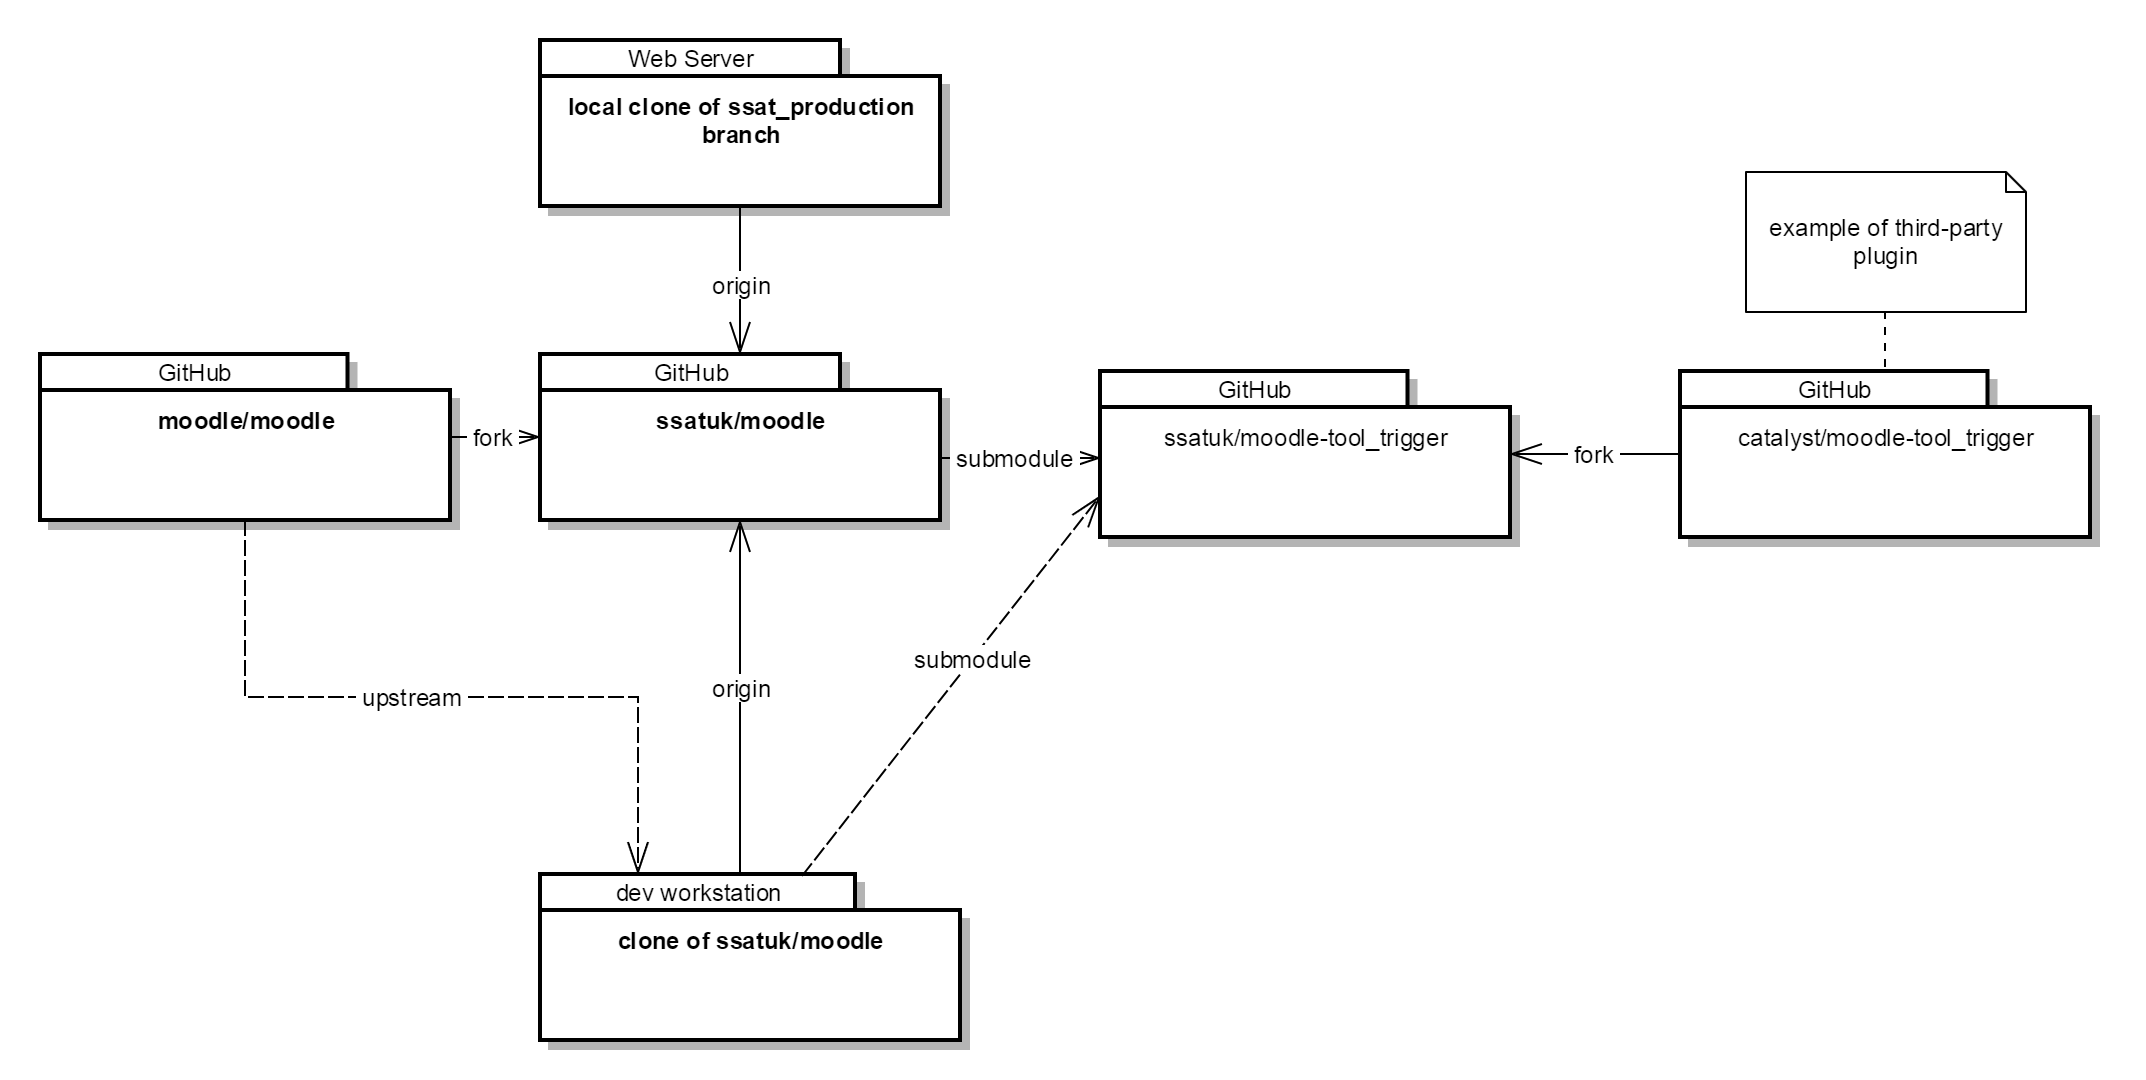 Web Server
local clone of ssat_production
branch
example of third-party
plugin
origin
GitHub
moodle/moodle
fork
GitHub
ssatuk/moodle
submodule
GitHub
ssatuk/moodle-tool_trigger
fork
GitHub
catalyst/moodle-tool_trigger
submodule
origin
upstream
dev workstation
clone of ssatuk/moodle